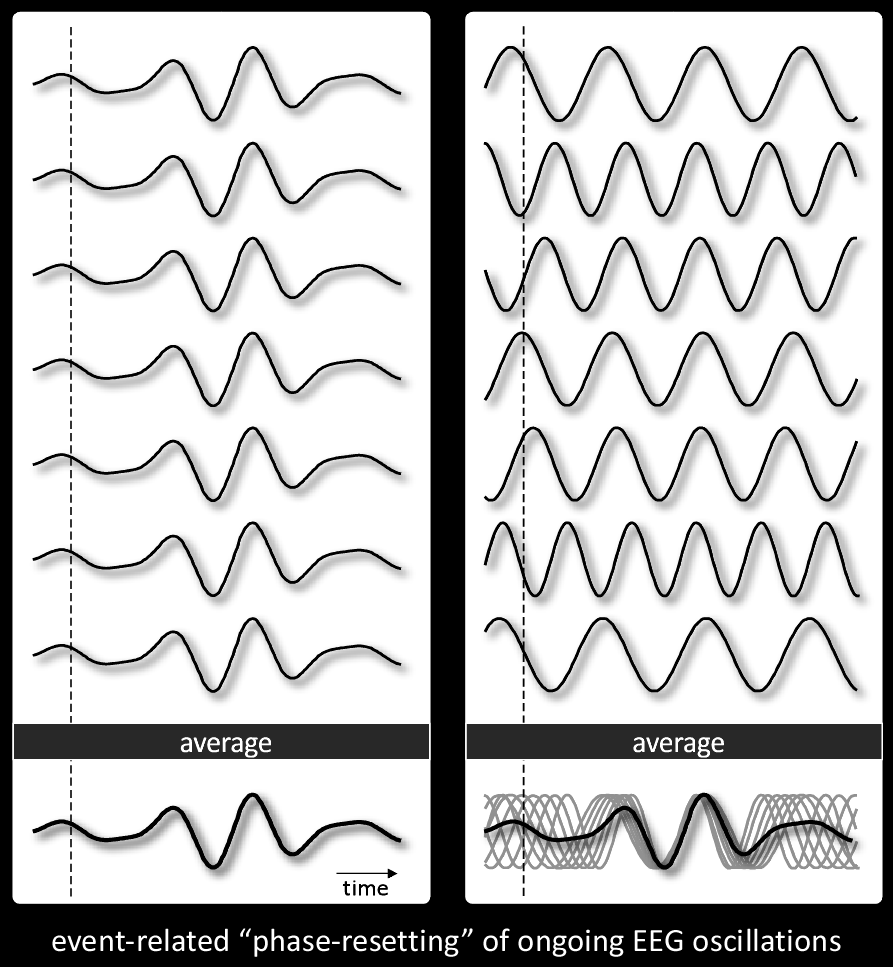 average
average
time
event-related “phase-resetting” of ongoing EEG oscillations